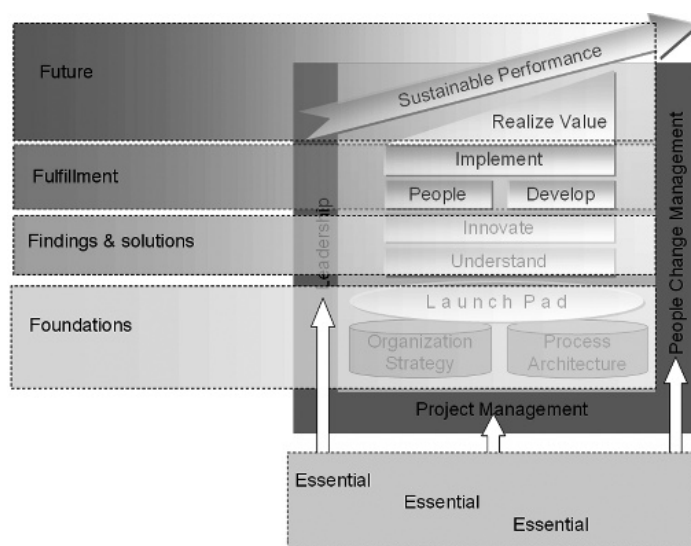 Future
Sustainable Performance
Realize Value
Fulfillment
Implement
People
Develop
Findings & solutions
Innovate
Understand
Leadership
People Change Management
Foundations
Launch Pad
Organization
Strategy
Process
Architecture
Project Management
Essential
Essential
Essential